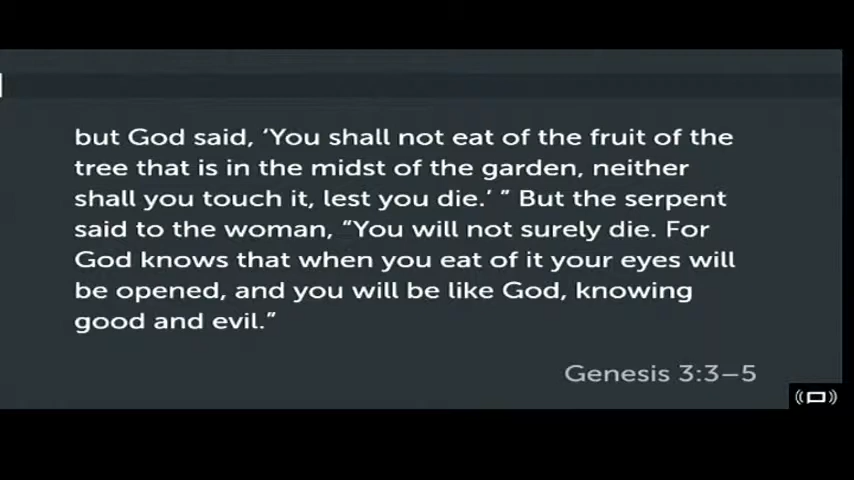 but God said, ‘You shall not eat of the fruit of the
tree that is in the midst of the garden, neither
shall you touch it, lest you die.’ ” But the serpent
said to the woman, “You will not surely die. For
God knows that when you eat of it your eyes will
be opened, and you will be like God, knowing
good and evil.”
Genesis 3:3–5